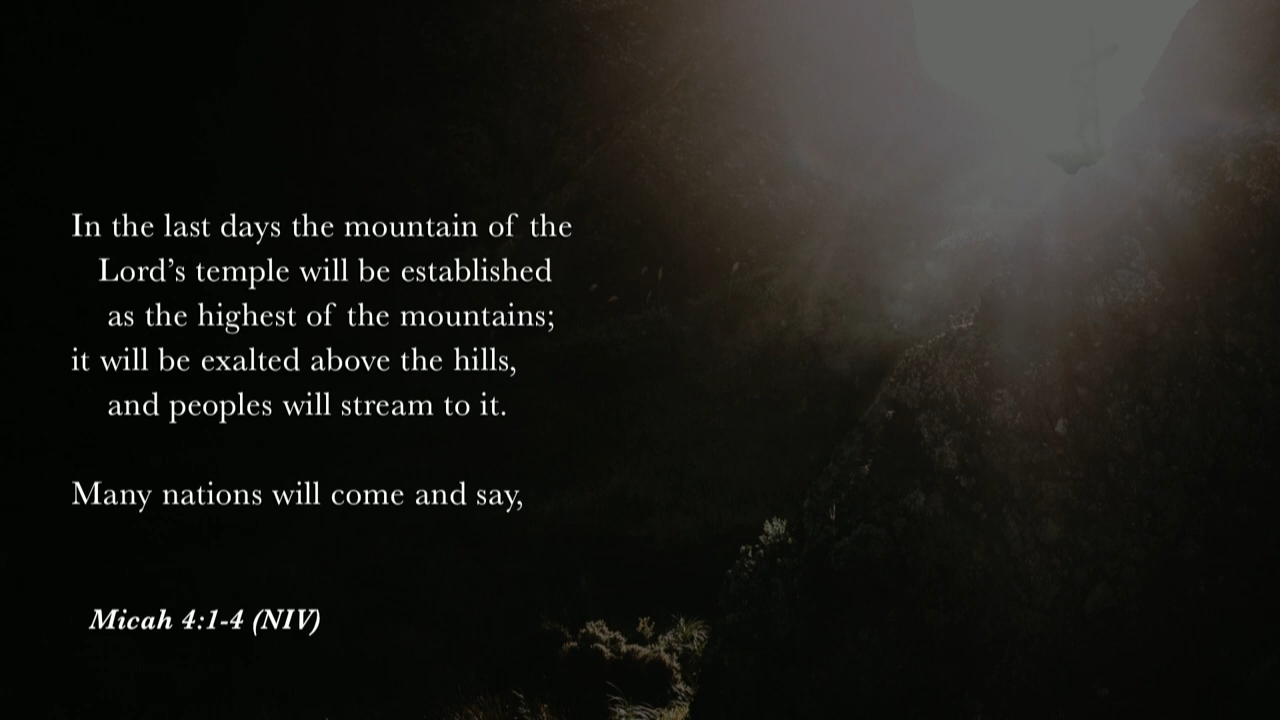 In the last days the mountain of the
Lord’s temple will be established
as the highest of the mountains;
it will be exalted above the hills,
and peoples will stream to it.
Many nations will come and say,
Micah 4:1-4 (NIV)